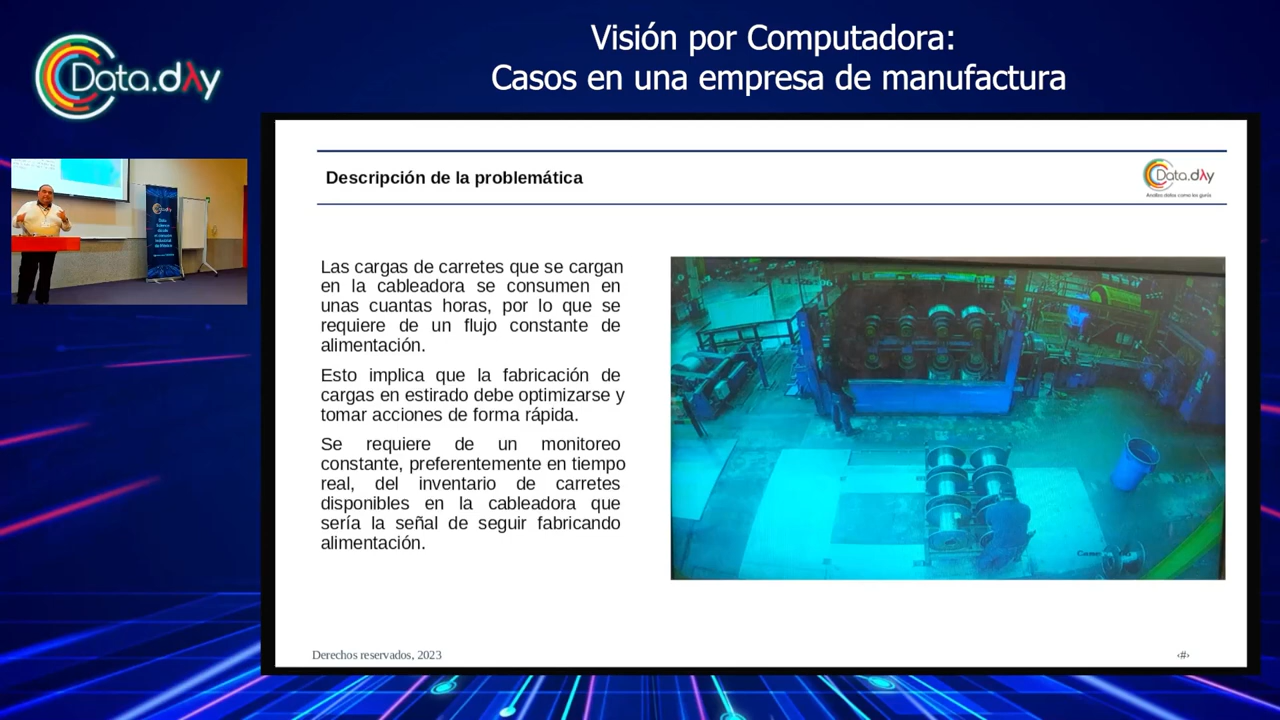 Visión por Computadora:
Casos en una empresa de manufactura
Data.dλy
Descripción de la problemática
Data.dλy
Analiza datos como los gurús
Las cargas de carretes que se cargan
en la cableadora se consumen en
unas cuantas horas, por lo que se
requiere de un flujo constante de
alimentación.
Esto implica que la fabricación de
cargas en estirado debe optimizarse y
tomar acciones de forma rápida.
Se requiere de un monitoreo
constante, preferentemente en tiempo
real, del inventario de carretes
disponibles en la cableadora que
sería la señal de seguir fabricando
alimentación.
Derechos reservados, 2023
‹#›